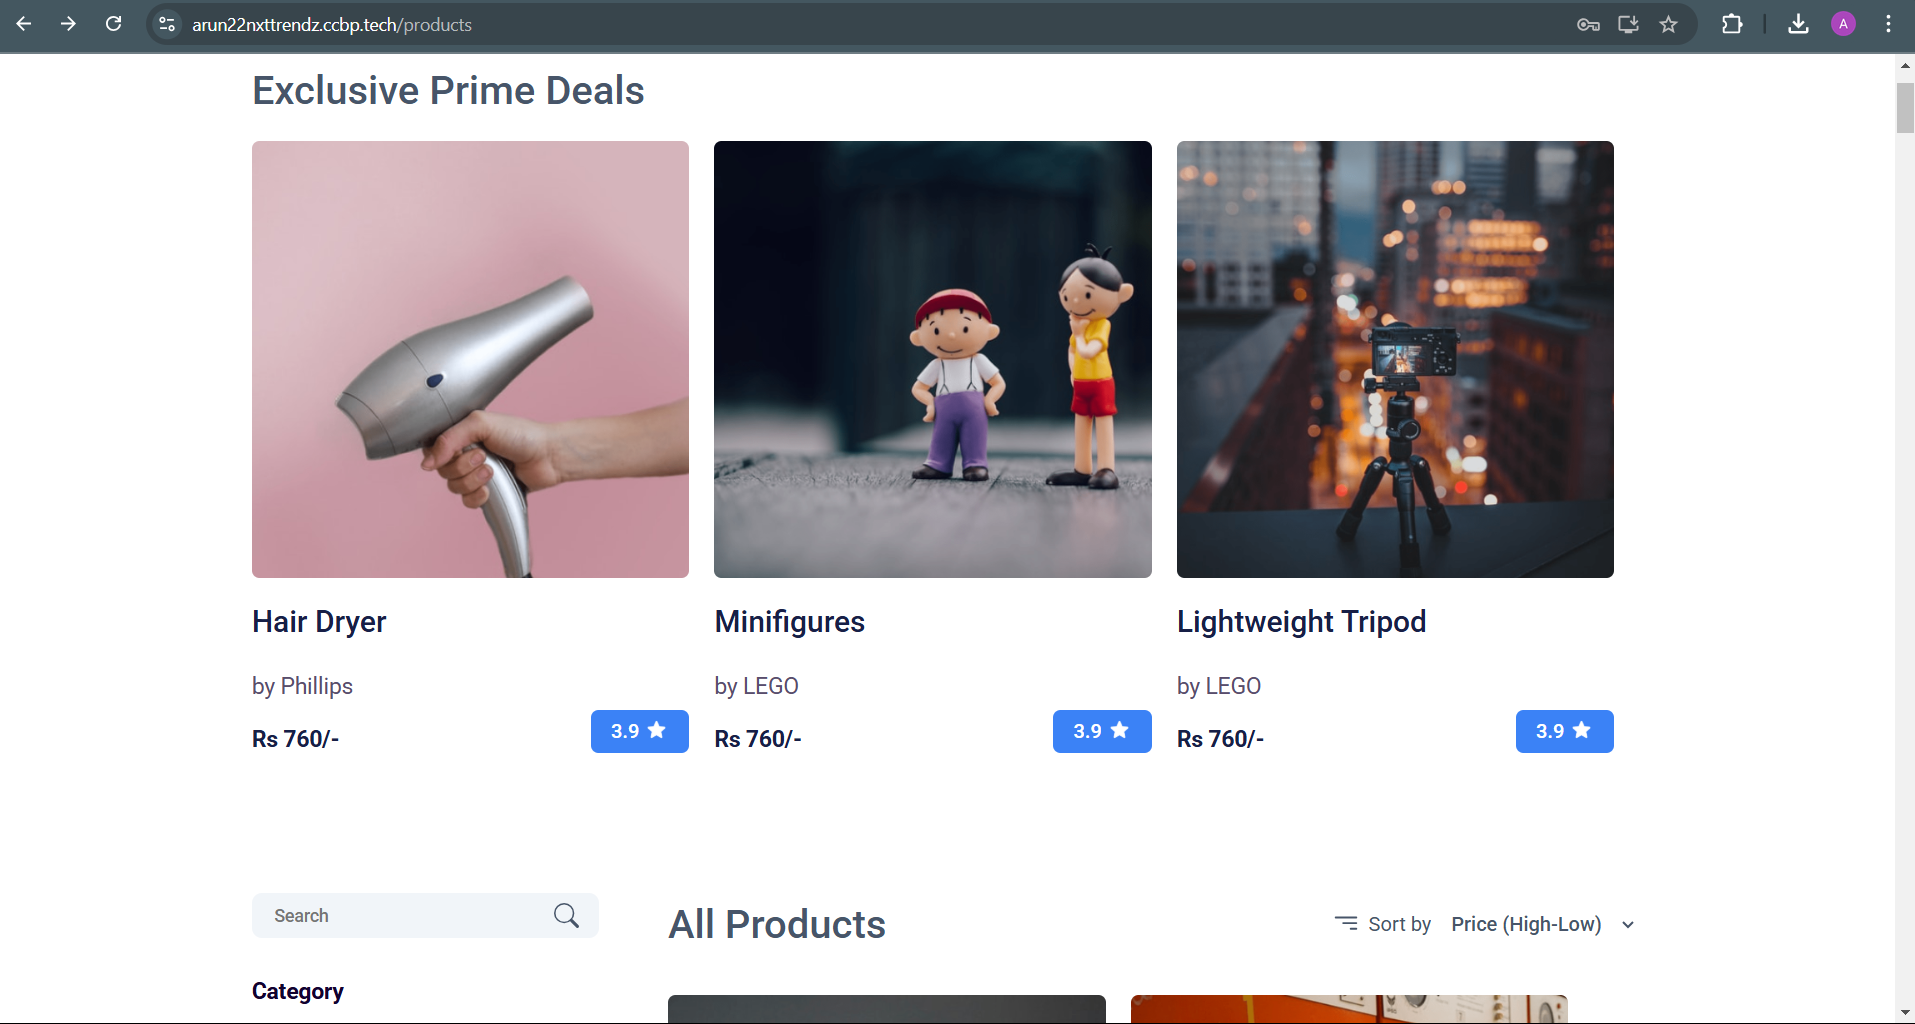 arun22nxttrendz.ccbp.tech/products
A
Exclusive Prime Deals
Hair Dryer
by Phillips
Rs 760/-
3.9
Minifigures
by LEGO
Rs 760/-
3.9
Lightweight Tripod
by LEGO
Rs 760/-
3.9
Search
Category
All Products
Sort by Price (High-Low)